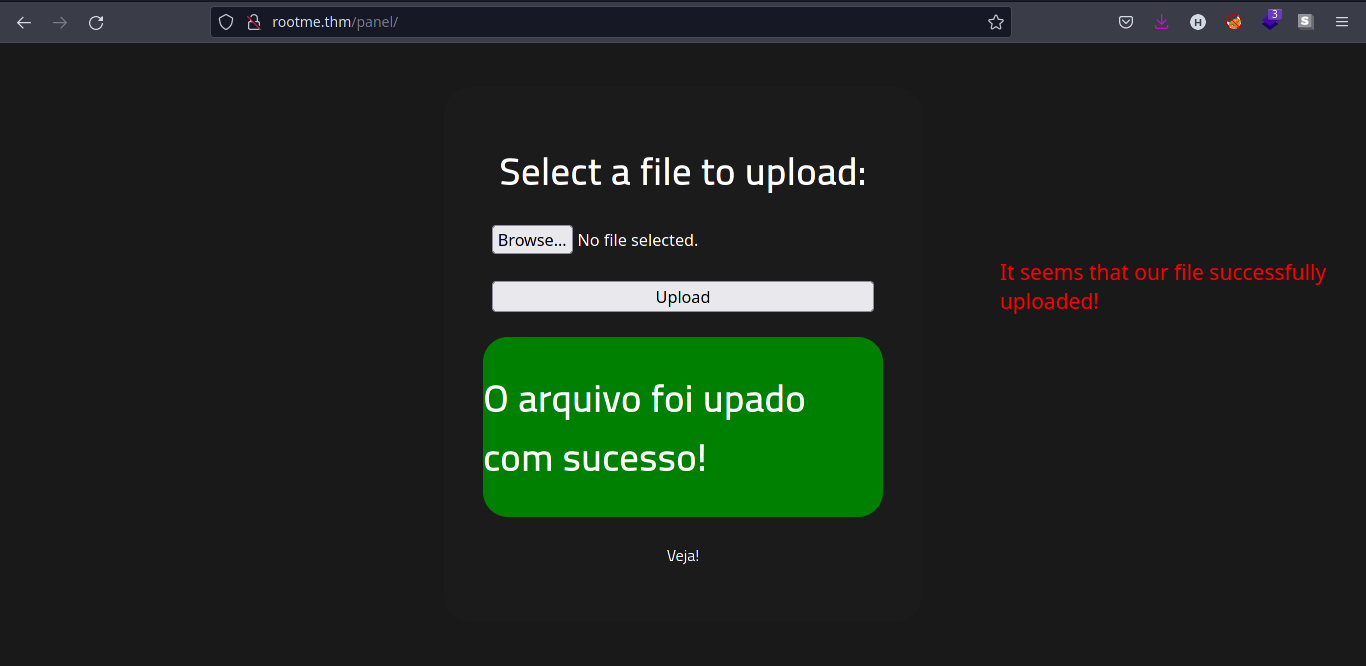 rootme.thm/panel/
H
3
S
Select a file to upload:
Browse... No file selected.
Upload
It seems that our file successfully
uploaded!
O arquivo foi upado
com sucesso!
Veja!